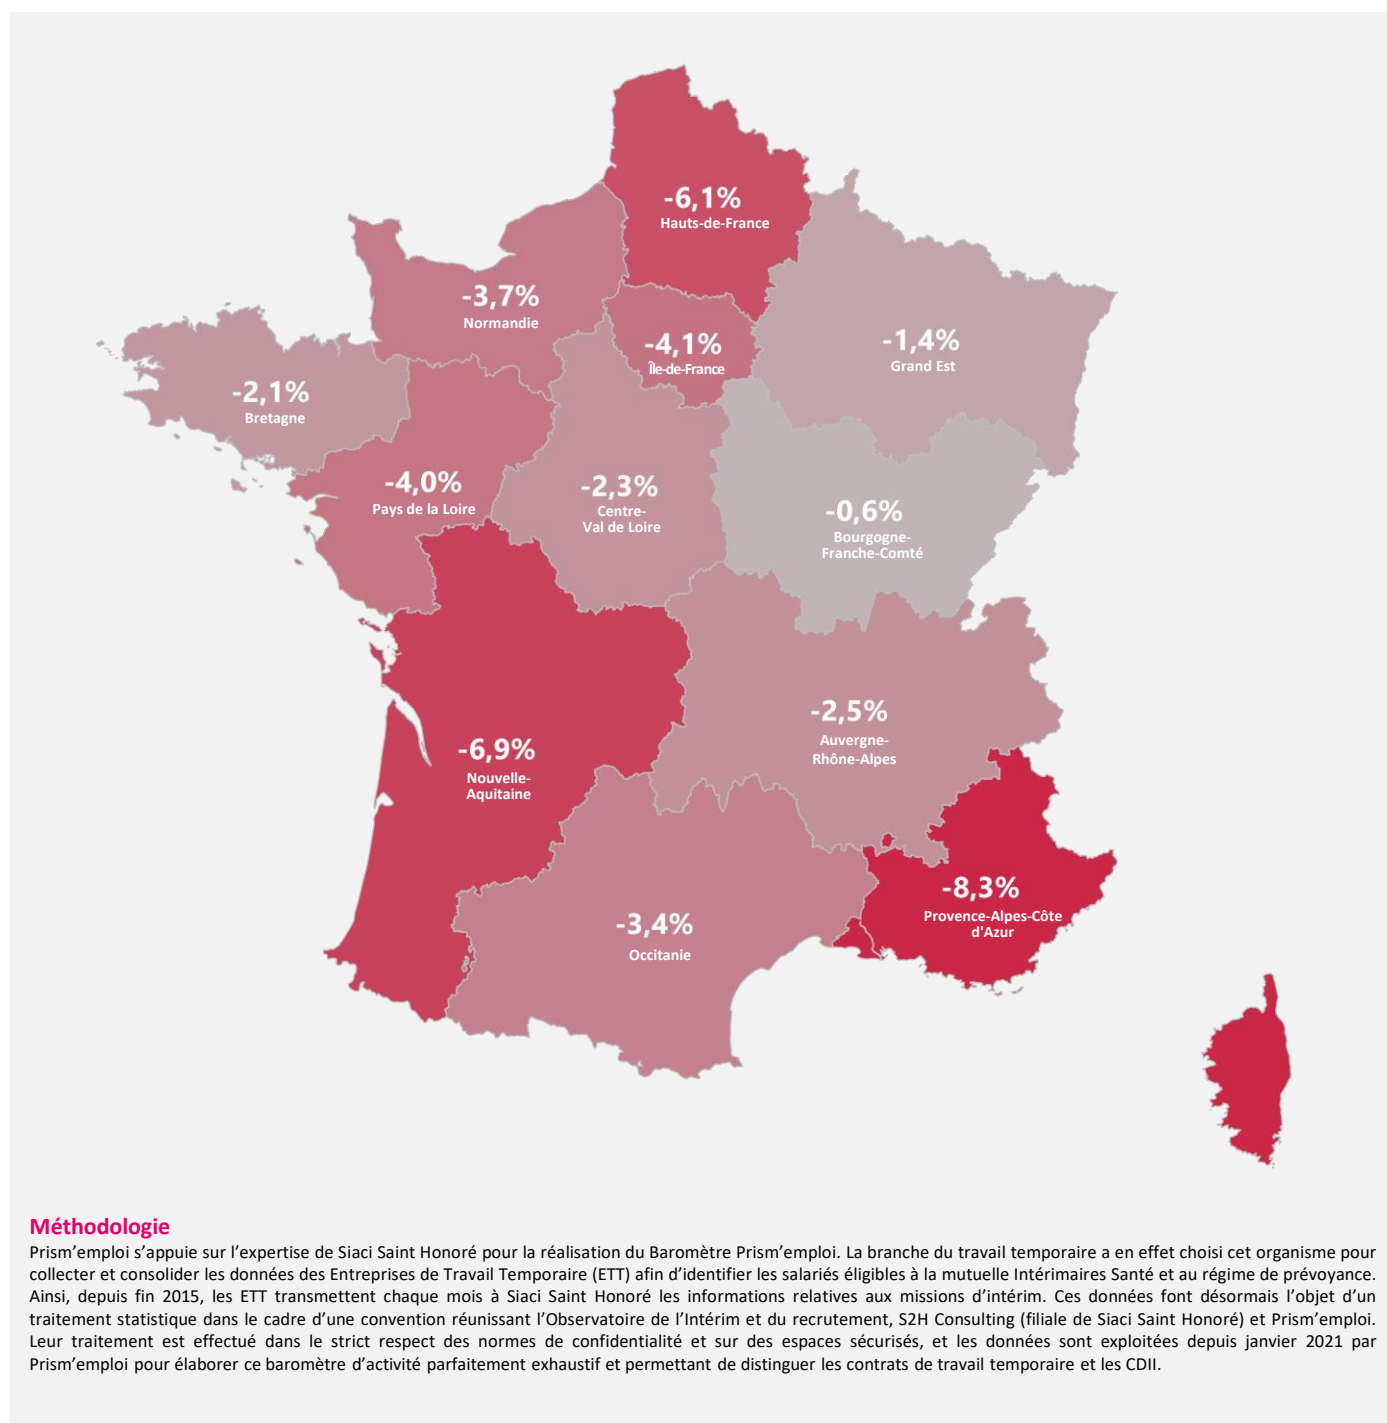 -6,1%
Hauts-de-France
-3,7%
Normandie
-4,1%
Île-de-France
-1,4%
Grand Est
-2,1%
Bretagne
-4,0%
Pays de la Loire
-2,3%
Centre-
Val de Loire
-0,6%
Bourgogne-
Franche-Comté
-2,5%
Auvergne-
Rhône-Alpes
-6,9%
Nouvelle-
Aquitaine
-8,3%
Provence-Alpes-Côte
d'Azur
-3,4%
Occitanie
Méthodologie
Prism’emploi s’appuie sur l’expertise de Siaci Saint Honoré pour la réalisation du Baromètre Prism’emploi. La branche du travail temporaire a en effet choisi cet organisme pour
collecter et consolider les données des Entreprises de Travail Temporaire (ETT) afin d’identifier les salariés éligibles à la mutuelle Intérimaires Santé et au régime de prévoyance.
Ainsi, depuis fin 2015, les ETT transmettent chaque mois à Siaci Saint Honoré les informations relatives aux missions d’intérim. Ces données font désormais l’objet d’un
traitement statistique dans le cadre d’une convention réunissant l’Observatoire de l’Intérim et du recrutement, S2H Consulting (filiale de Siaci Saint Honoré) et Prism’emploi.
Leur traitement est effectué dans le strict respect des normes de confidentialité et sur des espaces sécurisés, et les données sont exploitées depuis janvier 2021 par
Prism’emploi pour élaborer ce baromètre d’activité parfaitement exhaustif et permettant de distinguer les contrats de travail temporaire et les CDII.